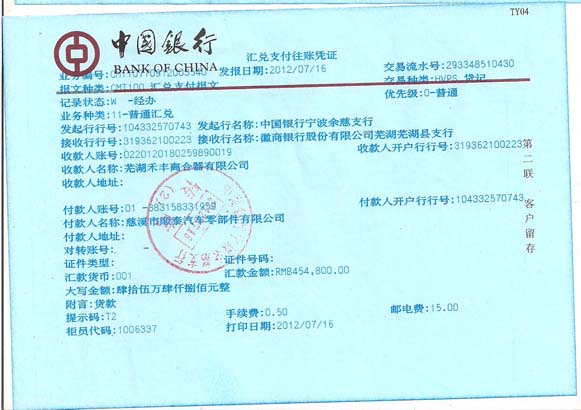 TY04
中国银行 汇兑支付往账凭证
BANK OF CHINA 发报日期:2012/07/16 交易流水号:293348510430
业务编号: 交易种类:HVPS 贷记
报文种类:CMT100 汇兑支付报文
记录状态:W -经办 优先级:0-普通
业务种类:11-普通汇兑
发起行行号:104332570743 发起行行名称:中国银行宁波余慈支行
接收行行号:319362100223 接收行名称:徽商银行股份有限公司芜湖芜湖县支行
收款人账号:0220120180259890019 收款人开户行行号:319362100223
收款人名称:芜湖禾丰离合器有限公司
收款人地址:
付款人账号:01 -383158331959 付款人开户行行号:104332570743
付款人名称:慈溪市 泰汽车零部件有限公司
付款人地址:
对转账号:
证件类型: 证件号码:
汇款货币:001 汇款金额:RMB454,800.00
大写金额:肆拾伍万肆仟捌佰元整
附言:货款
提示码:T2 手续费:0.50 邮电费:15.00
柜员代码:1006337 打印日期:2012/07/16
第二联 客户留存